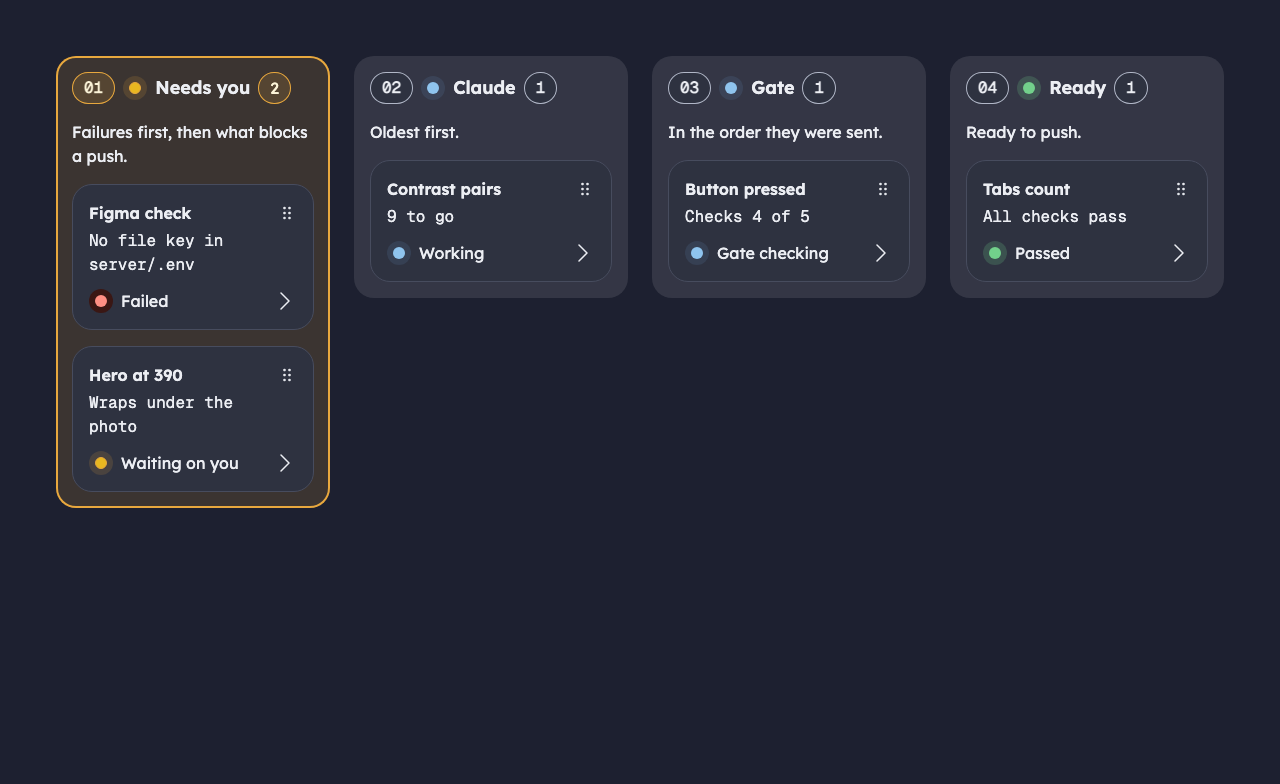 01 Needs you 2
Failures first, then what blocks
a push.
Figma check
No file key in
server/.env
Failed
Hero at 390
Wraps under the
photo
Waiting on you
02 Claude 1
Oldest first.
Contrast pairs
9 to go
Working
03 Gate 1
In the order they were sent.
Button pressed
Checks 4 of 5
Gate checking
04 Ready 1
Ready to push.
Tabs count
All checks pass
Passed